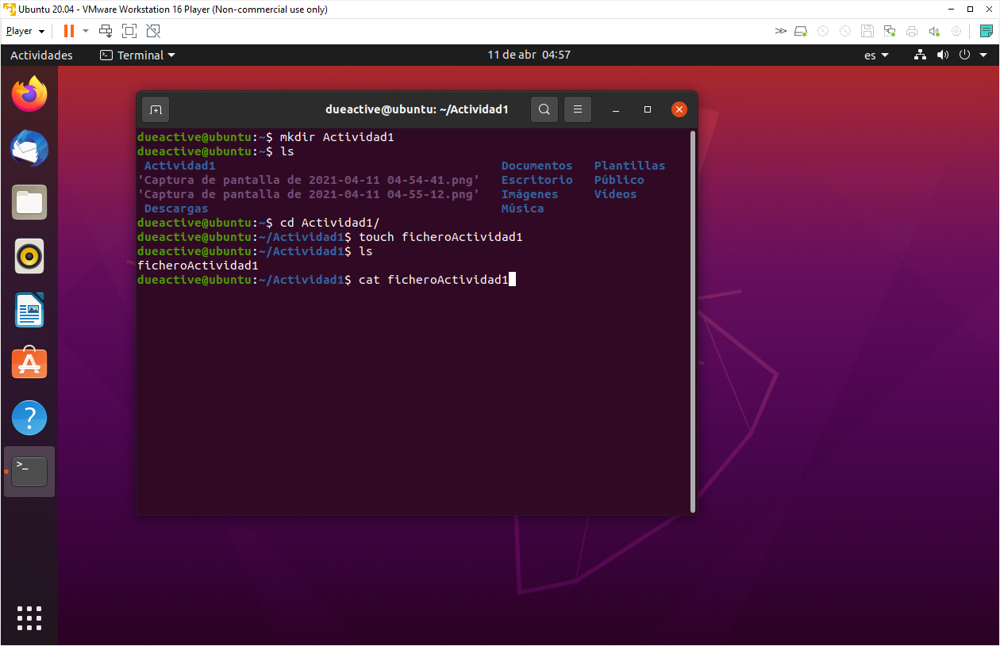 Ubuntu 20.04 - VMware Workstation 16 Player (Non-commercial use only)
Player
Actividades Terminal 11 de abr 04:57 es
dueactive@ubuntu: ~/Actividad1
dueactive@ubuntu:~$ mkdir Actividad1
dueactive@ubuntu:~$ ls
Actividad1 Documentos Plantillas
'Captura de pantalla de 2021-04-11 04-54-41.png' Escritorio Público
'Captura de pantalla de 2021-04-11 04-55-12.png' Imágenes Vídeos
Descargas Música
dueactive@ubuntu:~$ cd Actividad1/
dueactive@ubuntu:~/Actividad1$ touch ficheroActividad1
dueactive@ubuntu:~/Actividad1$ ls
ficheroActividad1
dueactive@ubuntu:~/Actividad1$ cat ficheroActividad1